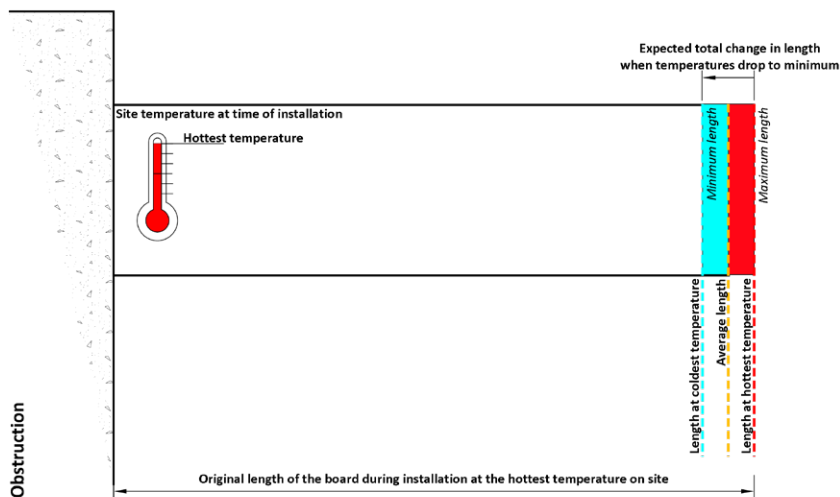 Expected total change in length
when temperatures drop to minimum
Site temperature at time of installation
Hottest temperature
Minimum length
Maximum length
Length at coldest temperature
Average length
Length at hottest temperature
Obstruction
Original length of the board during installation at the hottest temperature on site